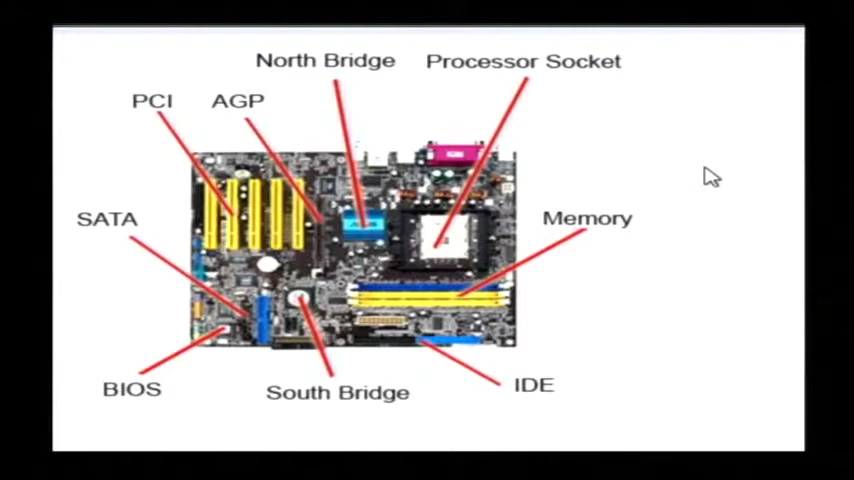 North Bridge
Processor Socket
PCI
AGP
SATA
Memory
BIOS
South Bridge
IDE